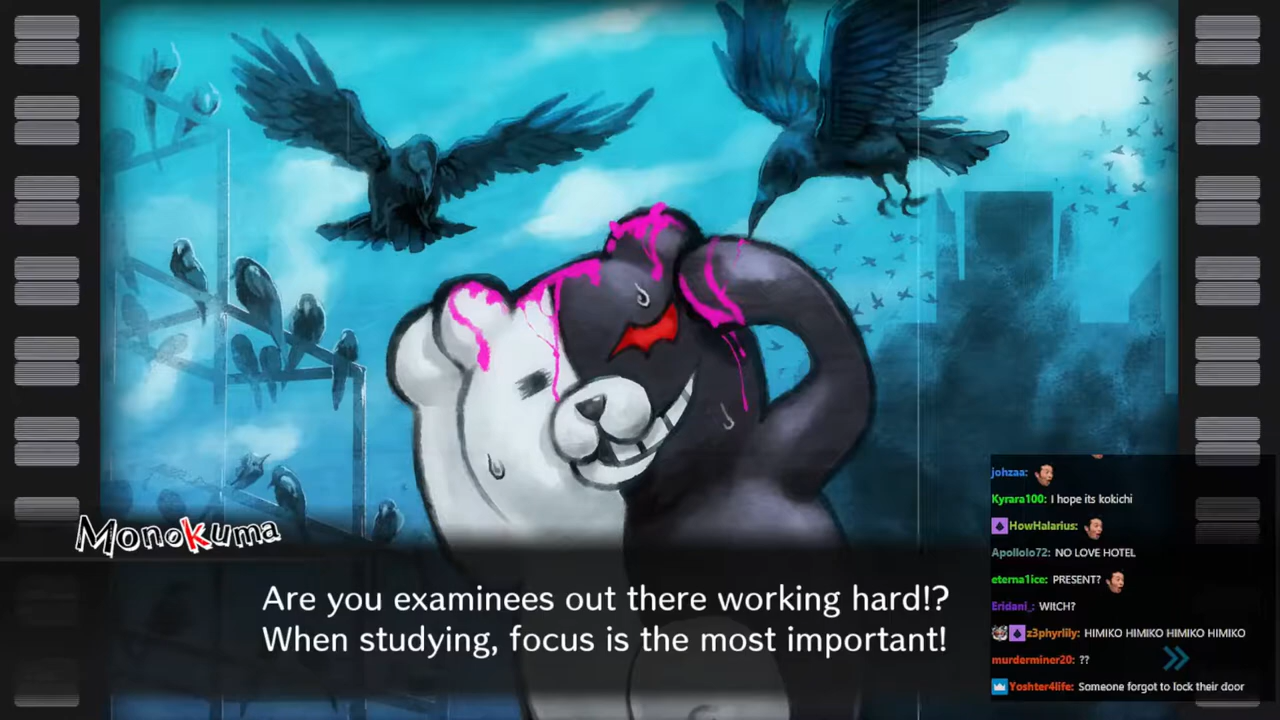 Monokuma
Are you examinees out there working hard!?
When studying, focus is the most important!
johzaa:
Kyrara100: I hope its kokichi
HowHalarius:
Apollolo72: NO LOVE HOTEL
eterna1ice: PRESENT?
Eridani_: WItCH?
z3phyrlily: HIMIKO HIMIKO HIMIKO HIMIKO
murderminer20: ??
Yoshter4life: Someone forgot to lock their door